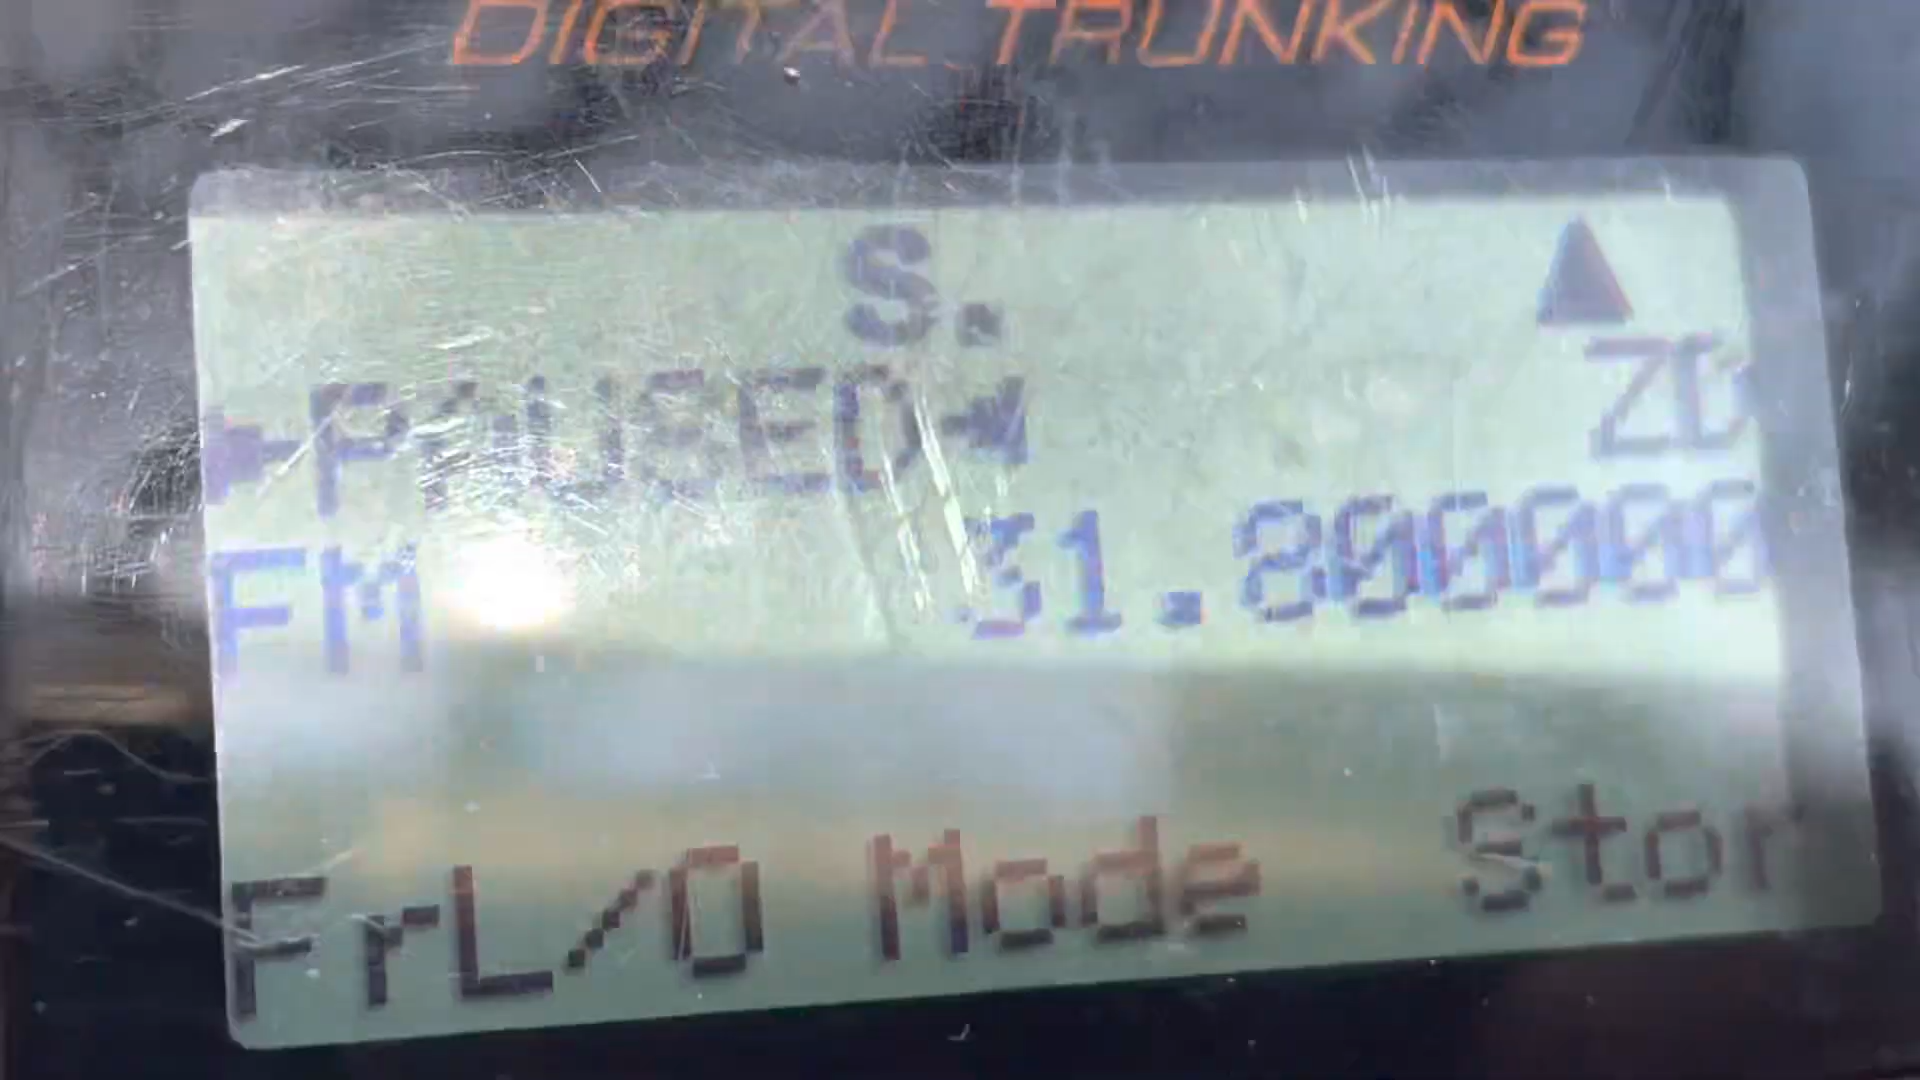 DIGITAL TRUNKING
S. ▲
►PAUSED◄ ZD
FM 31.800000
FrL/O Mode Stor